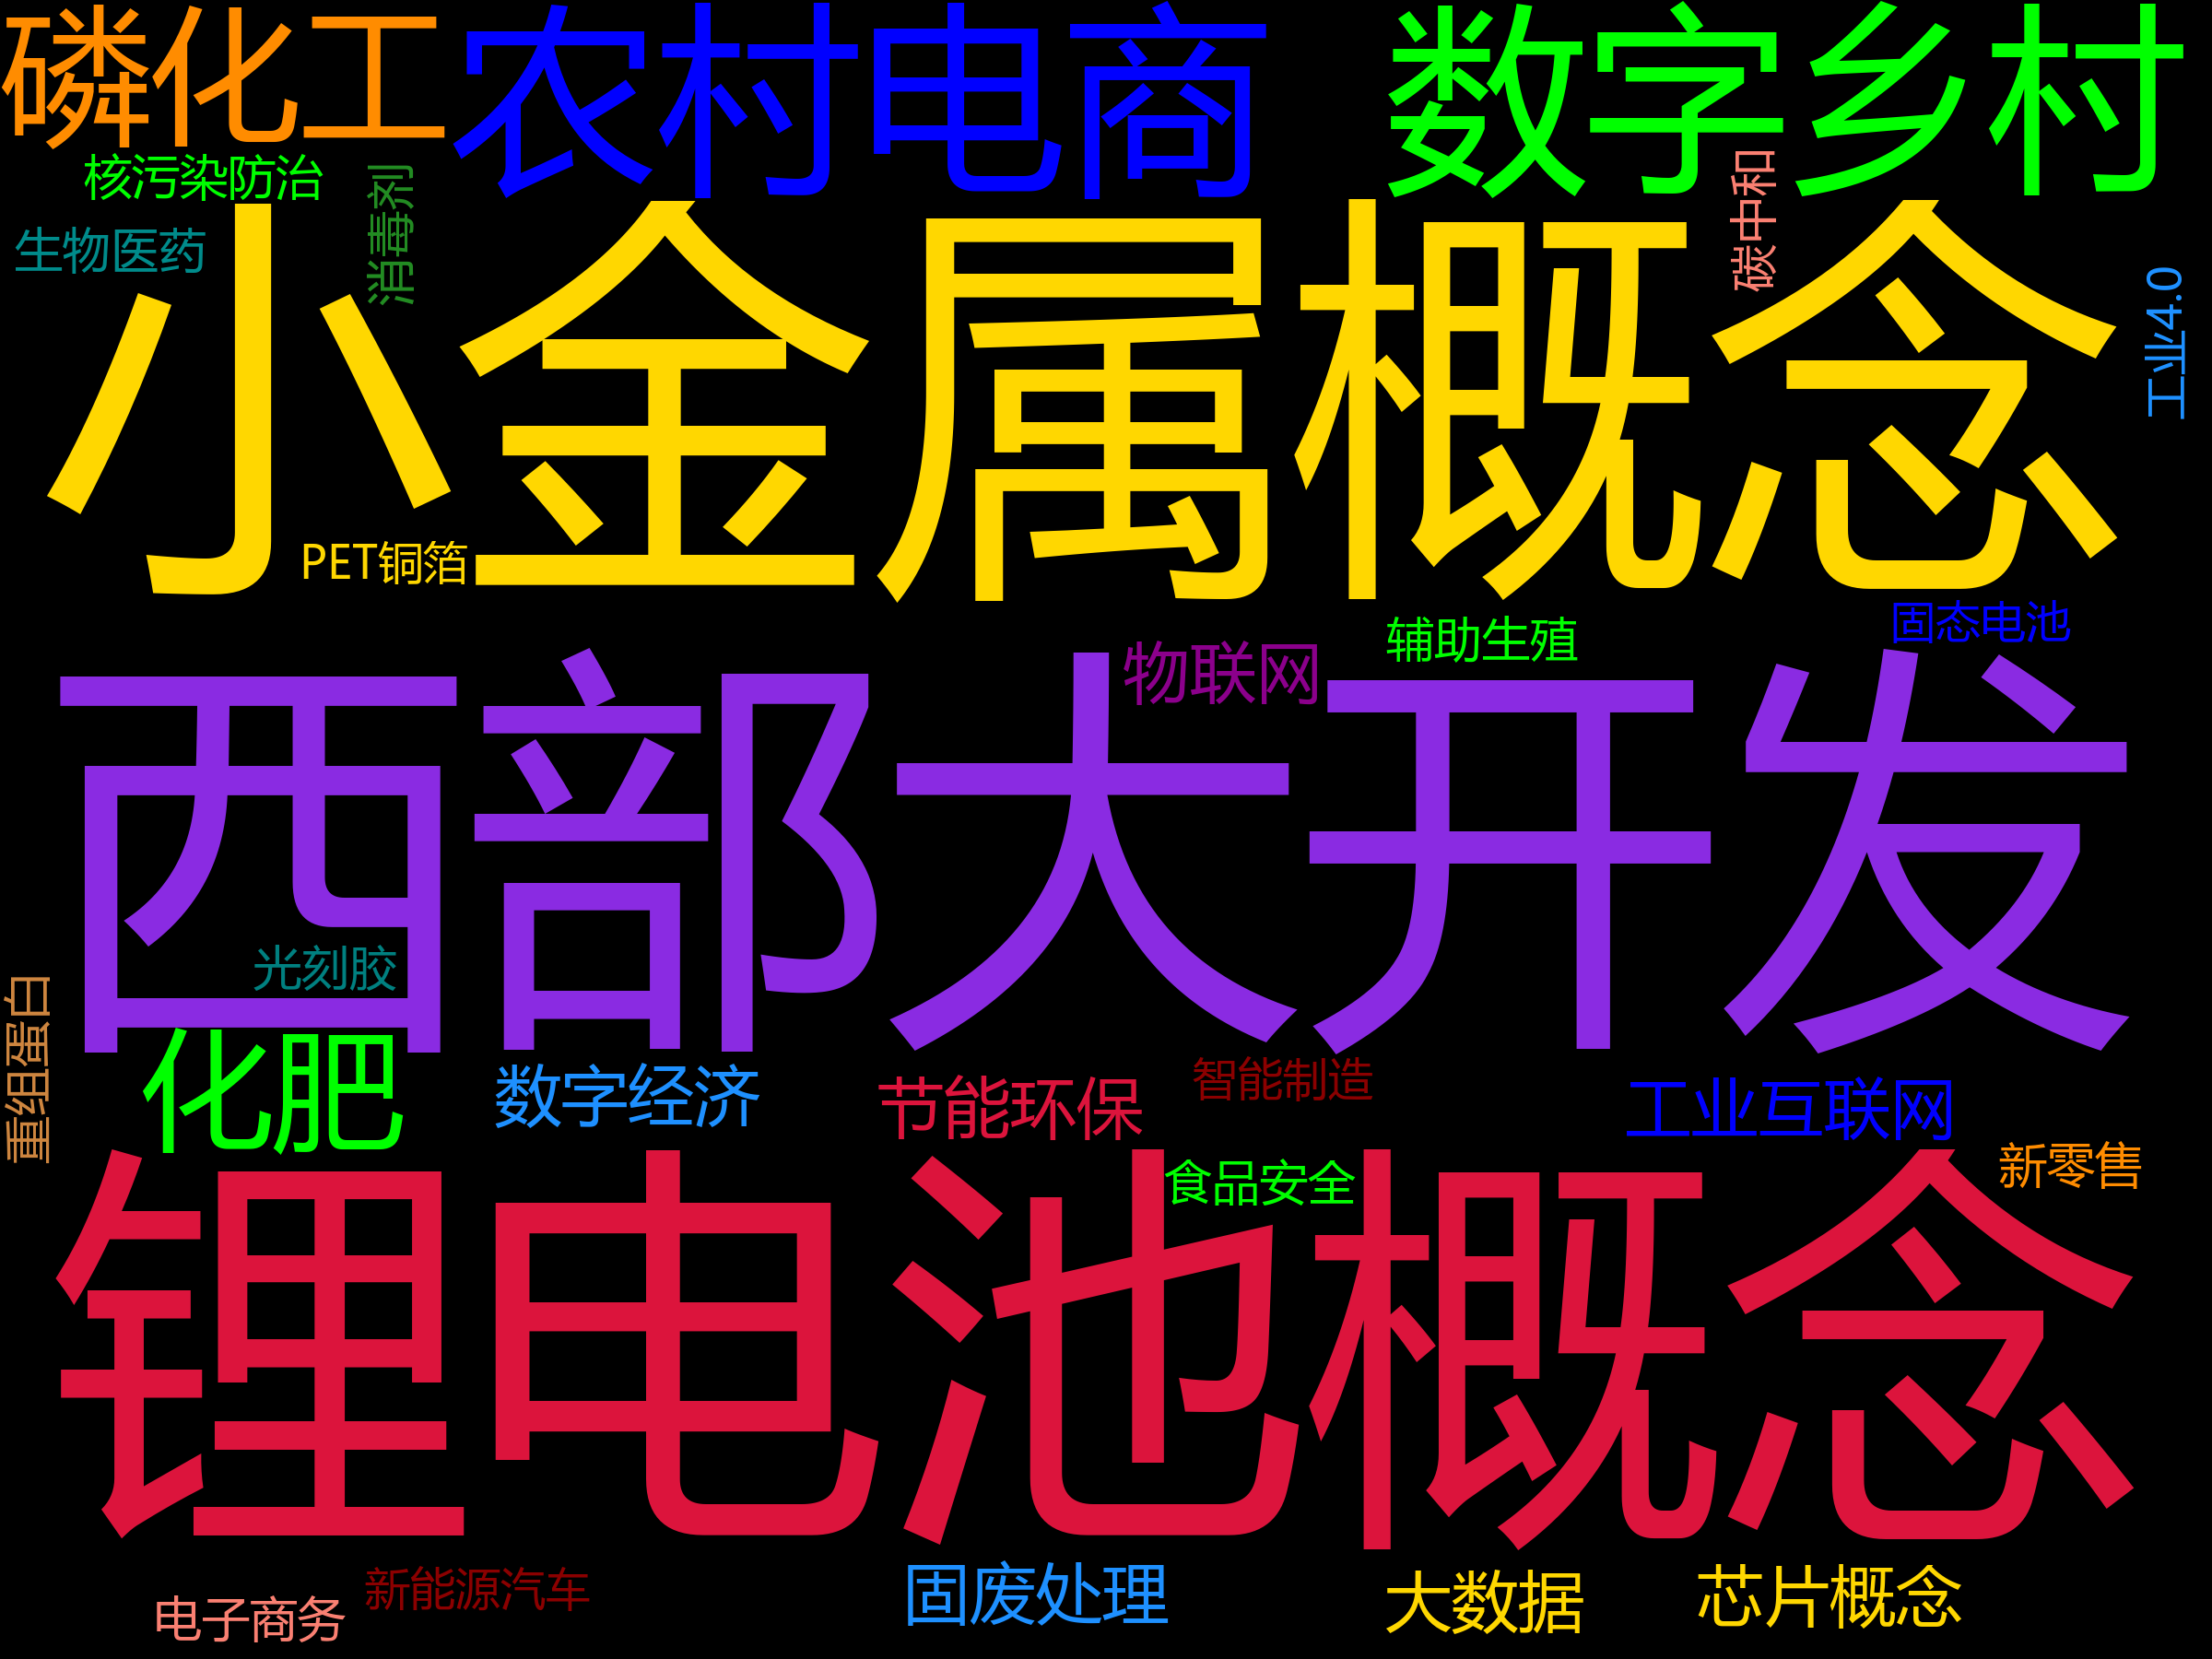 磷化工
农村电商
数字乡村
核污染防治
消毒剂
碳中和
生物医药
小金属概念
工业4.0
PET铜箔
固态电池
辅助生殖
物联网
西部大开发
光刻胶
重组蛋白
化肥
数字经济
节能环保
智能制造
工业互联网
新零售
食品安全
锂电池概念
新能源汽车
电子商务
固废处理
大数据
芯片概念